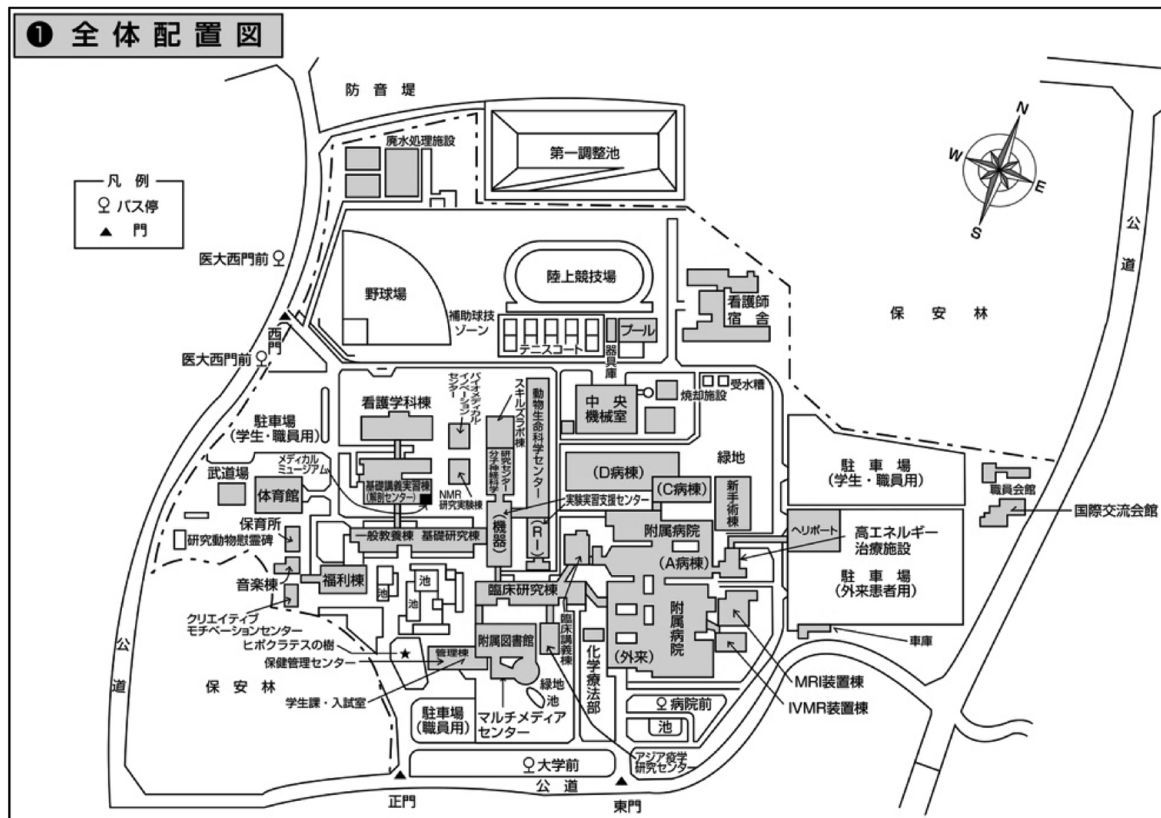 ❶ 全体配置図
防音堤
廃水処理施設
第一調整池
N
W
E
S
凡例
バス停
▲ 門
医大西門前
公道
野球場
陸上競技場
看護師
宿舎
保安林
補助球技
ゾーン
テニスコート
プール
器具庫
西門
医大西門前
バイオメディカル・
イノベーション
センター
スキルズラボ棟
動物生命科学センター
中央
機械室
焼却施設
受水槽
看護学科棟
駐車場
(学生・職員用)
メディカル
ミュージアム
武道場
体育館
基礎講義実習棟
(解剖センター)
NMR
研究実験棟
分子神経科学
研究センター
(D病棟)
(C病棟)
緑地
新手術棟
駐車場
(学生・職員用)
職員会館
国際交流会館
実験実習支援センター
(機器)
(RI)
保育所
研究動物慰霊碑
一般教養棟
基礎研究棟
附属病院
(A病棟)
ヘリポート
高エネルギー
治療施設
駐車場
(外来患者用)
音楽棟
福利棟
池
池
池
臨床研究棟
クリエイティブ
モチベーションセンター
ヒポクラテスの樹
★
保健管理センター
管理棟
附属図書館
臨床講義棟
化学療法部
附属病院
(外来)
車庫
公道
保安林
学生課・入試室
駐車場
(職員用)
マルチメディア
センター
緑地
池
病院前
池
MRI装置棟
IVMR装置棟
アジア疫学
研究センター
大学前
公道
正門
東門